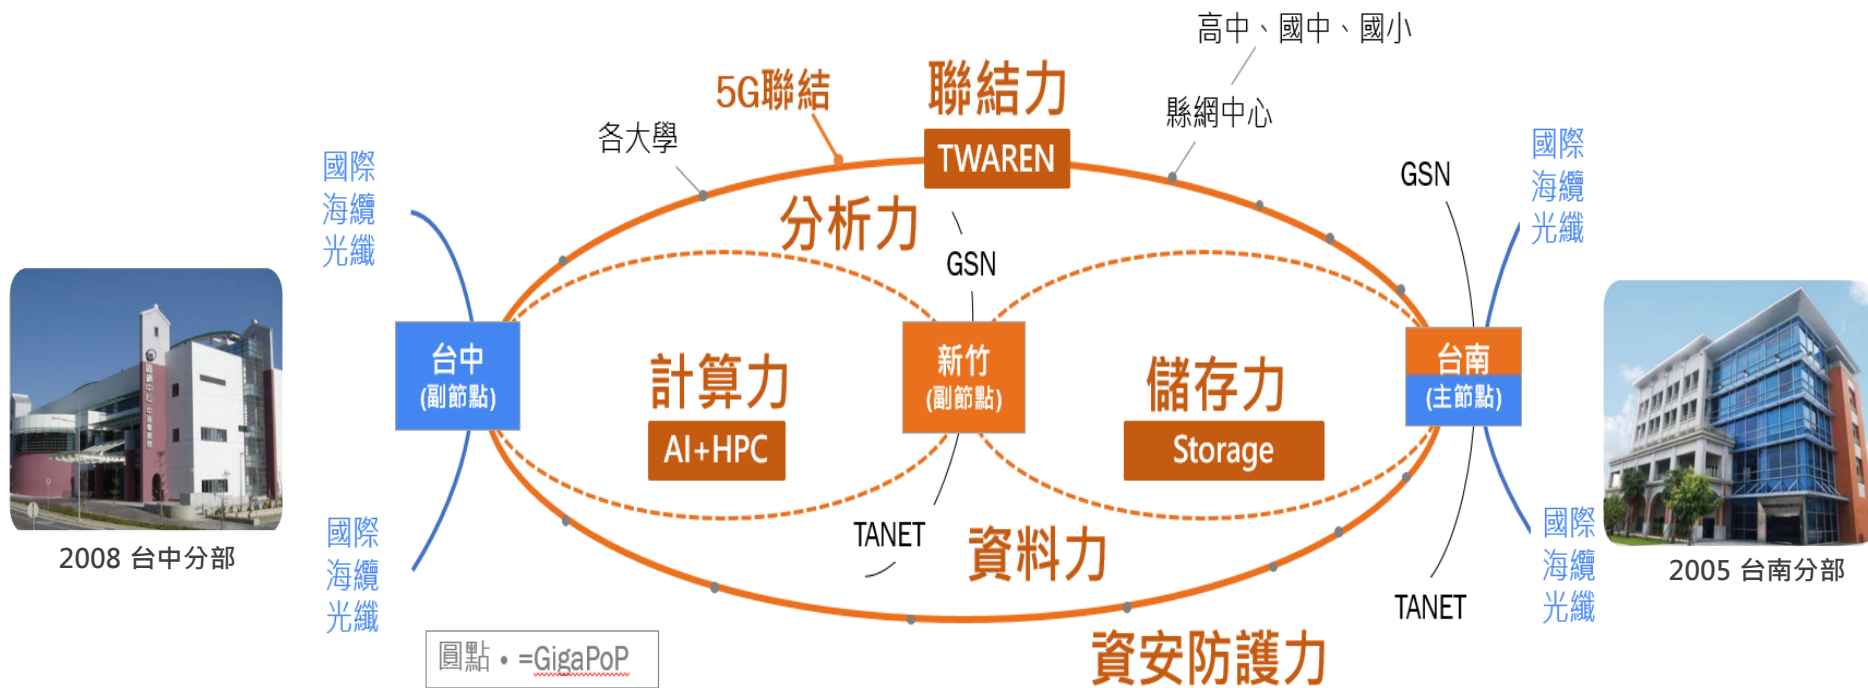 高中、國中、國小
聯結力
5G聯結
縣網中心
各大學
TWAREN
國際
海纜
光纖
國際
海纜
光纖
GSN
分析力
GSN
台中
(副節點)
新竹
(副節點)
台南
(主節點)
計算力
AI+HPC
儲存力
Storage
TANET
資料力
國際
海纜
光纖
國際
海纜
光纖
2008 台中分部
2005 台南分部
TANET
圓點 • =GigaPoP
資安防護力